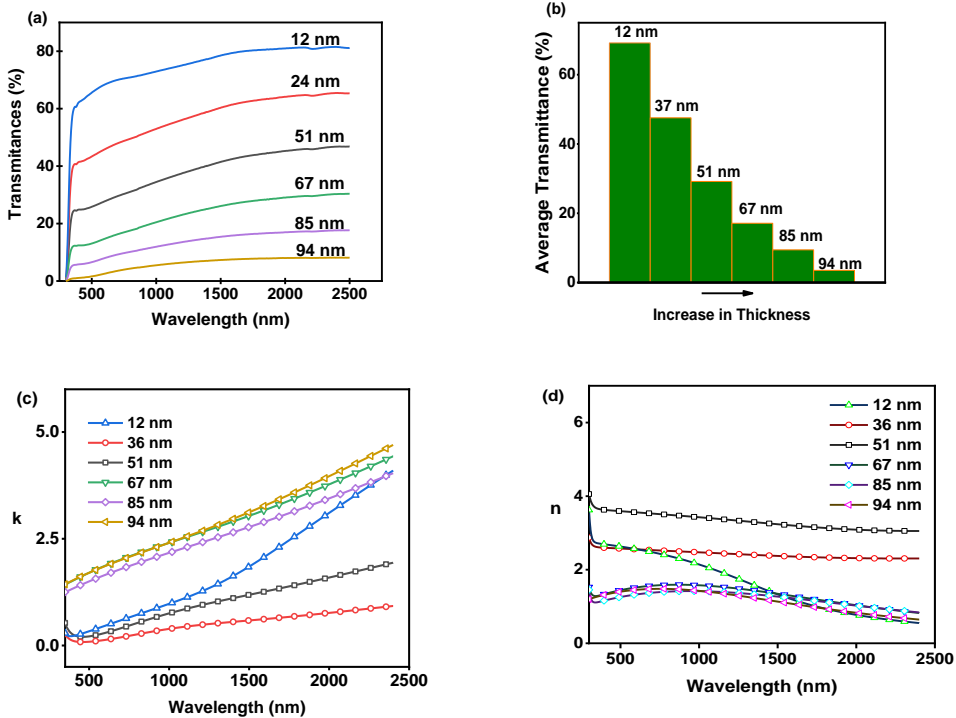 (a)
Transmitances (%)
80
60
40
20
0
12 nm
24 nm
51 nm
67 nm
85 nm
94 nm
500
1000
1500
2000
2500
Wavelength (nm)
(b)
Average Transmittance (%)
60
40
20
0
12 nm
37 nm
51 nm
67 nm
85 nm
94 nm
Increase in Thickness
(c)
k
5.0
2.5
0.0
12 nm
36 nm
51 nm
67 nm
85 nm
94 nm
500
1000
1500
2000
2500
Wavelength (nm)
(d)
n
6
4
2
0
12 nm
36 nm
51 nm
67 nm
85 nm
94 nm
500
1000
1500
2000
2500
Wavelength (nm)